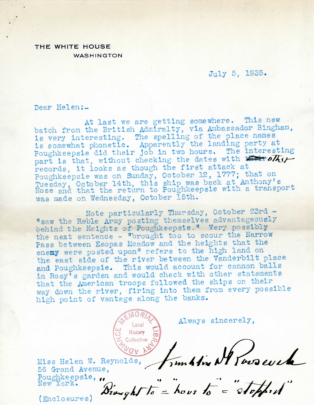 THE WHITE HOUSE
WASHINGTON
July 5, 1938.
Dear Helen:-
At last we are getting somewhere. This new
batch from the British Admiralty, via Ambassador Bingham,
is very interesting. The spelling of the place names
is somewhat phonetic. Apparently the landing party at
Poughkeepsie did their job in two hours. The interesting
part is that, without checking the dates with other
records, it looks as though the first attack at
Poughkeepsie was on Sunday, October 12, 1777; that on
Tuesday, October 14th, this ship was back at Anthony's
Nose and that the return to Poughkeepsie with a transport
was made on Wednesday, October 15th.
Note particularly Thursday, October 23rd -
"saw the Reble Army posting themselves advantageously
behind the Heights of Poughkeepsie." Very possibly
the next sentence - "brought too to scour the Narrow
Pass between Esopas Meadow and the heights that the
enemy were posted upon" refers to the high land on
the east side of the river between the Vanderbilt place
and Poughkeepsie. This would account for cannon balls
in Rosy's garden and would check with other statements
that the American troops followed the ships on their
way down the river, firing into them from every possible
high point of vantage along the banks.
Always sincerely,
ADRIANCE MEMORIAL LIBRARY
Local
History
Collection
Franklin D Roosevelt
Miss Helen W. Reynolds,
56 Grand Avenue,
Poughkeepsie,
New York.
"Brought to" = "hove to" = "stopped"
(Enclosures)